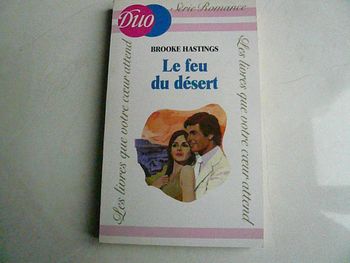 Duo
Série Romance
BROOKE HASTINGS
Le feu
du désert
Les livres que votre cœur attend
Les livres que votre cœur attend